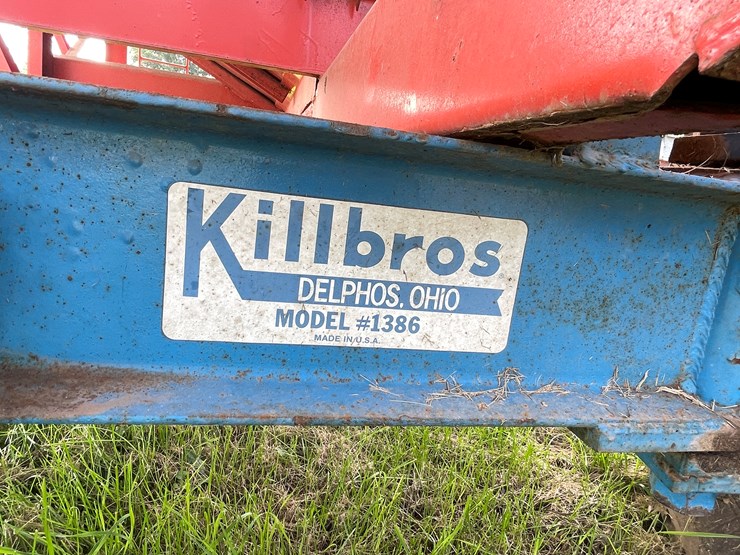 Killbros
DELPHOS, OHIO
MODEL #1386
MADE IN U.S.A.